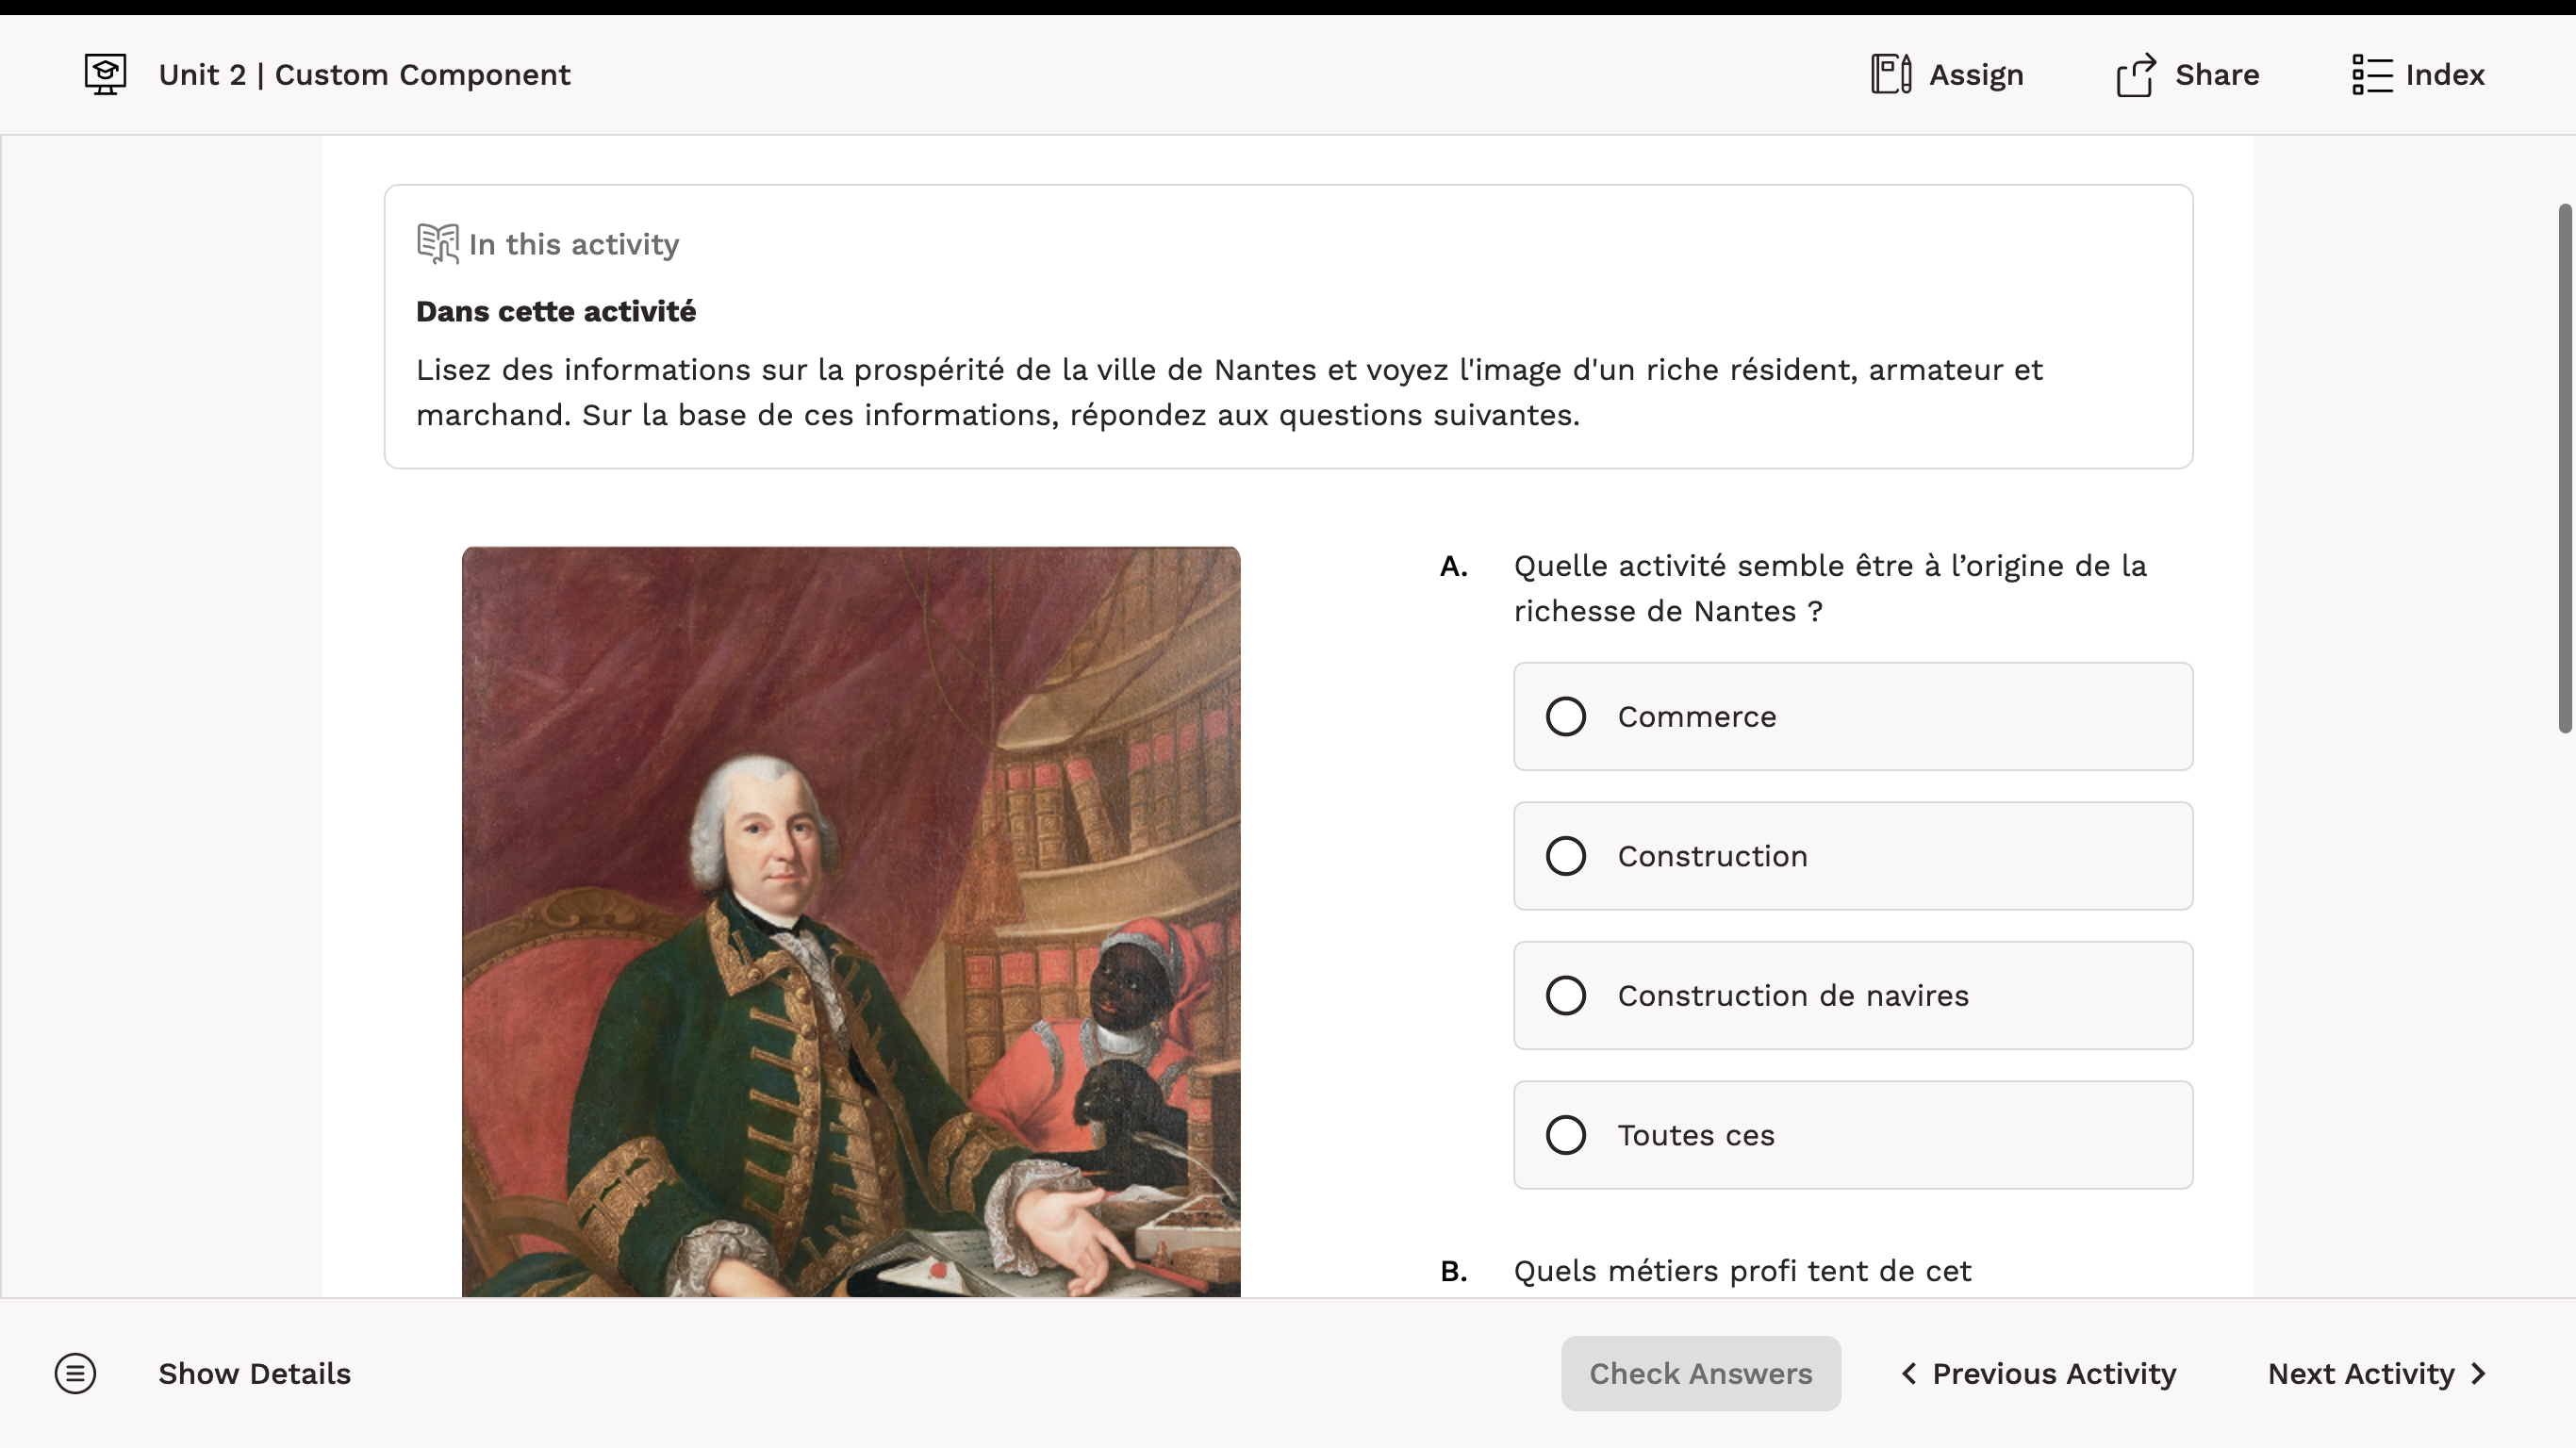 Unit 2 | Custom Component
Assign
Share
Index
In this activity
Dans cette activité
Lisez des informations sur la prospérité de la ville de Nantes et voyez l'image d'un riche résident, armateur et
marchand. Sur la base de ces informations, répondez aux questions suivantes.
A. Quelle activité semble être à l’origine de la
richesse de Nantes ?
Commerce
Construction
Construction de navires
Toutes ces
B. Quels métiers profi tent de cet
Show Details
Check Answers
Previous Activity
Next Activity